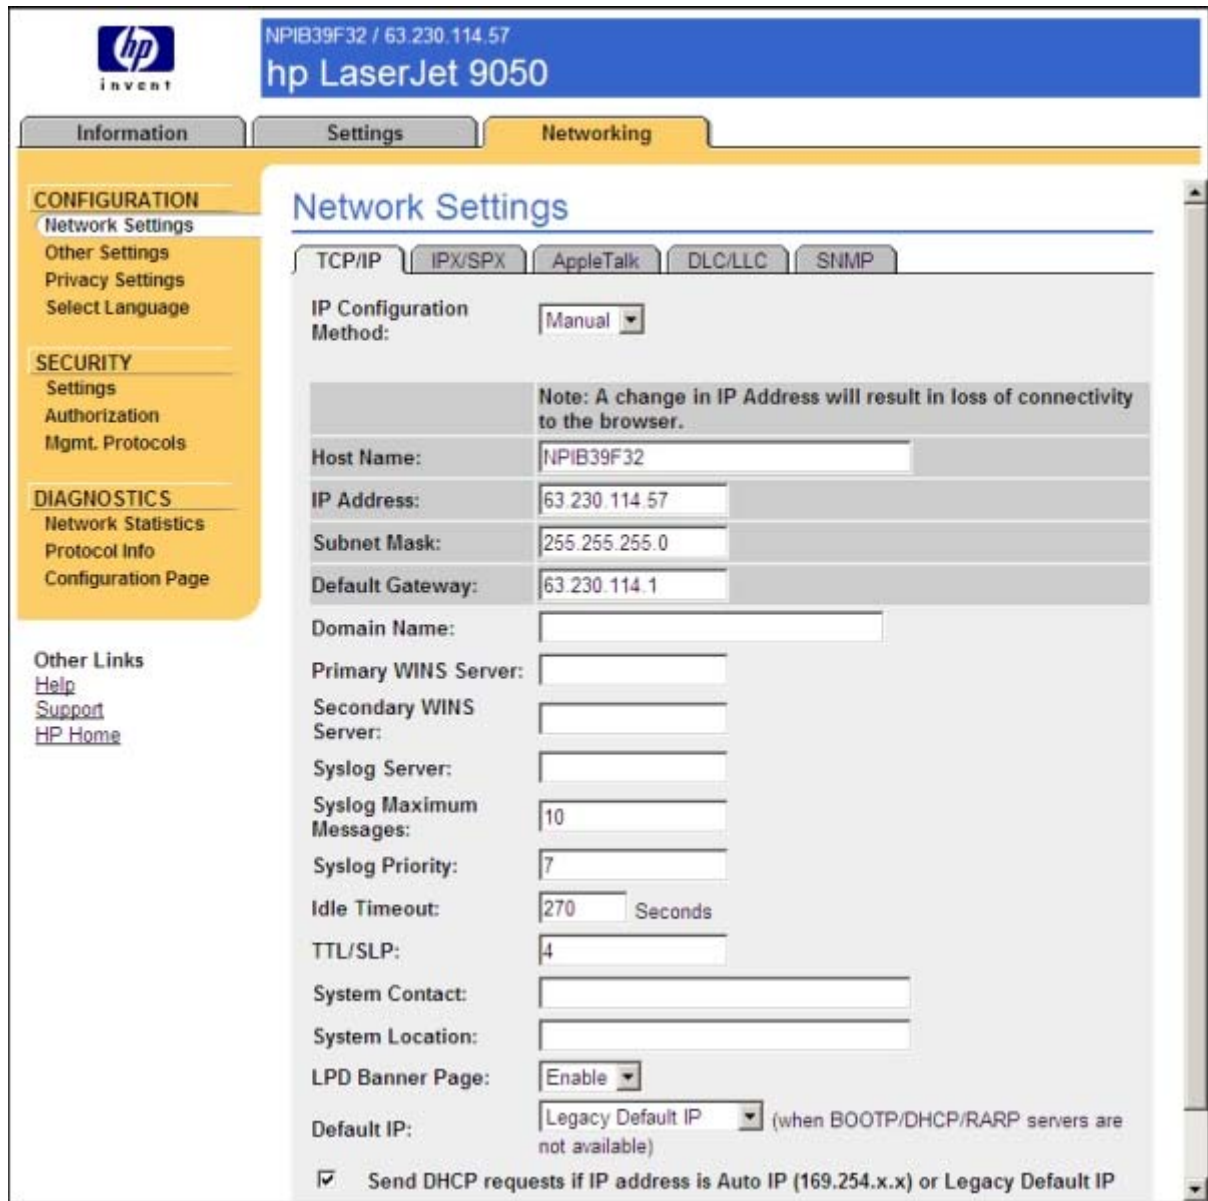 hp
invent
NPIB39F32 / 63.230.114.57
hp LaserJet 9050
Information
Settings
Networking
CONFIGURATION
Network Settings
Other Settings
Privacy Settings
Select Language
SECURITY
Settings
Authorization
Mgmt. Protocols
DIAGNOSTICS
Network Statistics
Protocol Info
Configuration Page
Other Links
Help
Support
HP Home
Network Settings
TCP/IP
IPX/SPX
AppleTalk
DLC/LLC
SNMP
IP Configuration
Method:
Manual
Note: A change in IP Address will result in loss of connectivity
to the browser.
Host Name: NPIB39F32
IP Address: 63.230.114.57
Subnet Mask: 255.255.255.0
Default Gateway: 63.230.114.1
Domain Name:
Primary WINS Server:
Secondary WINS
Server:
Syslog Server:
Syslog Maximum
Messages:
10
Syslog Priority: 7
Idle Timeout: 270 Seconds
TTL/SLP: 4
System Contact:
System Location:
LPD Banner Page: Enable
Default IP: Legacy Default IP (when BOOTP/DHCP/RARP servers are
not available)
Send DHCP requests if IP address is Auto IP (169.254.x.x) or Legacy Default IP